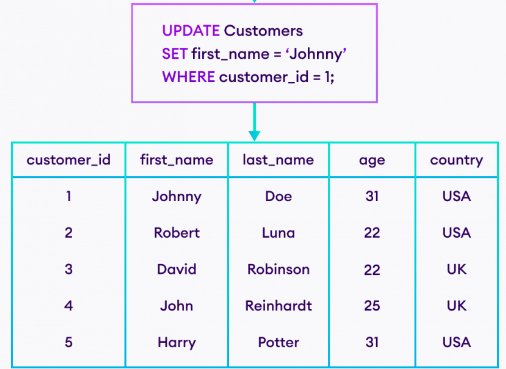 UPDATE Customers
SET first_name = ‘Johnny’
WHERE customer_id = 1;
customer_id first_name last_name age country
1 Johnny Doe 31 USA
2 Robert Luna 22 USA
3 David Robinson 22 UK
4 John Reinhardt 25 UK
5 Harry Potter 31 USA